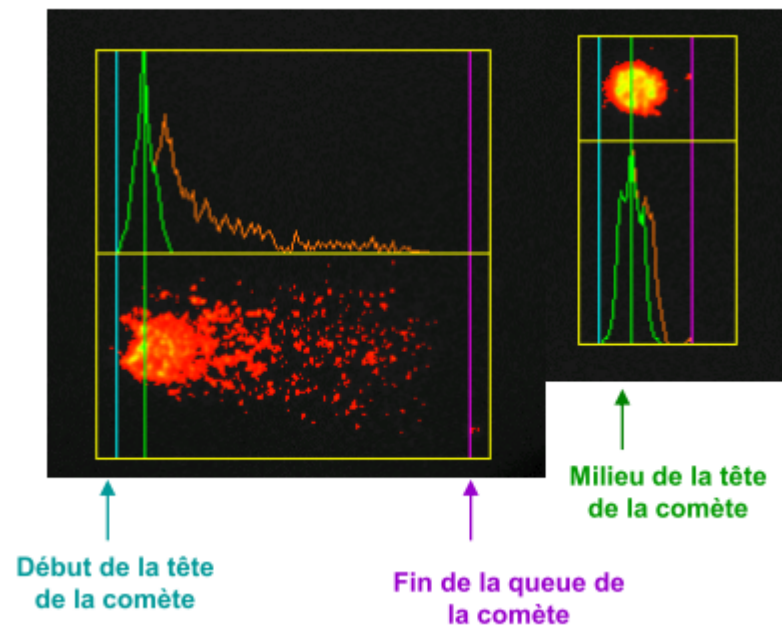 Milieu de la tête
de la comète
Début de la tête
de la comète
Fin de la queue de
la comète